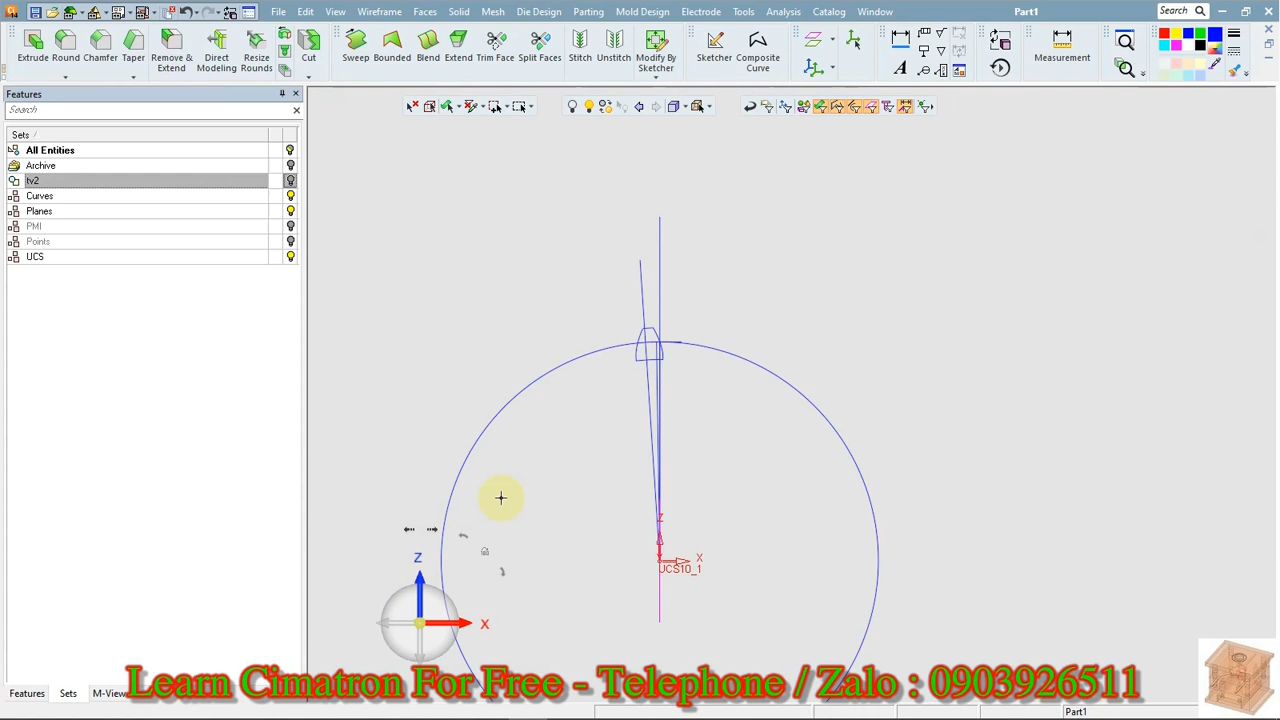 File Edit View Wireframe Faces Solid Mesh Die Design Parting Mold Design Electrode Tools Analysis Catalog Window Part1 Search
Extrude Round Chamfer Taper Remove & Extend Direct Modeling Resize Rounds Cut Sweep Bounded Blend Extend Trim Faces Split Faces Stitch Unstitch Modify By Sketcher Sketcher Composite Curve Measurement
Features
Search
Sets
All Entities
Archive
tv2
Curves
Planes
PMI
Points
UCS
Z
X
UCS10_1
Z
X
Features Sets M-View
Learn Cimatron For Free - Telephone / Zalo : 0903926511
Part1